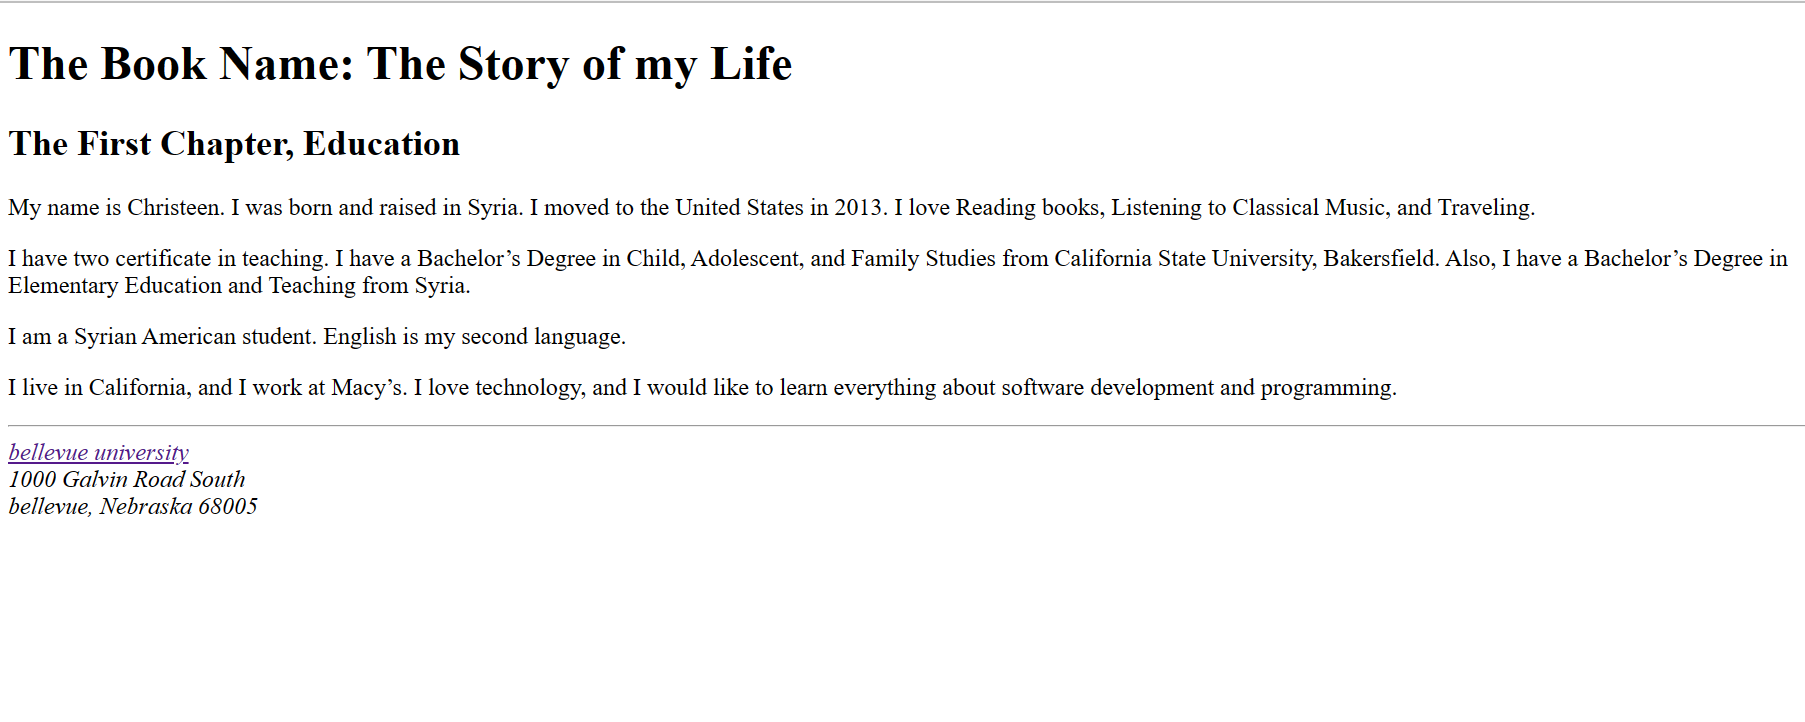 The Book Name: The Story of my Life
The First Chapter, Education
My name is Christeen. I was born and raised in Syria. I moved to the United States in 2013. I love Reading books, Listening to Classical Music, and Traveling.
I have two certificate in teaching. I have a Bachelor’s Degree in Child, Adolescent, and Family Studies from California State University, Bakersfield. Also, I have a Bachelor’s Degree in
Elementary Education and Teaching from Syria.
I am a Syrian American student. English is my second language.
I live in California, and I work at Macy’s. I love technology, and I would like to learn everything about software development and programming.
bellevue university
1000 Galvin Road South
bellevue, Nebraska 68005